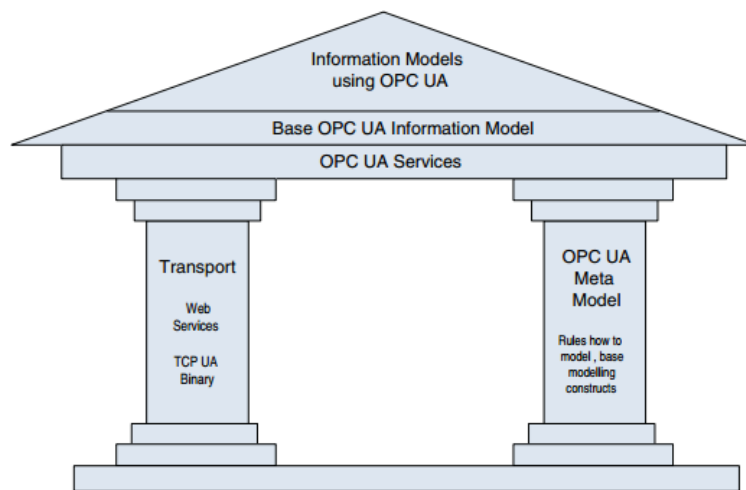 Information Models
using OPC UA
Base OPC UA Information Model
OPC UA Services
Transport
Web
Services
TCP UA
Binary
OPC UA
Meta
Model
Rules how to
model , base
modelling
constructs